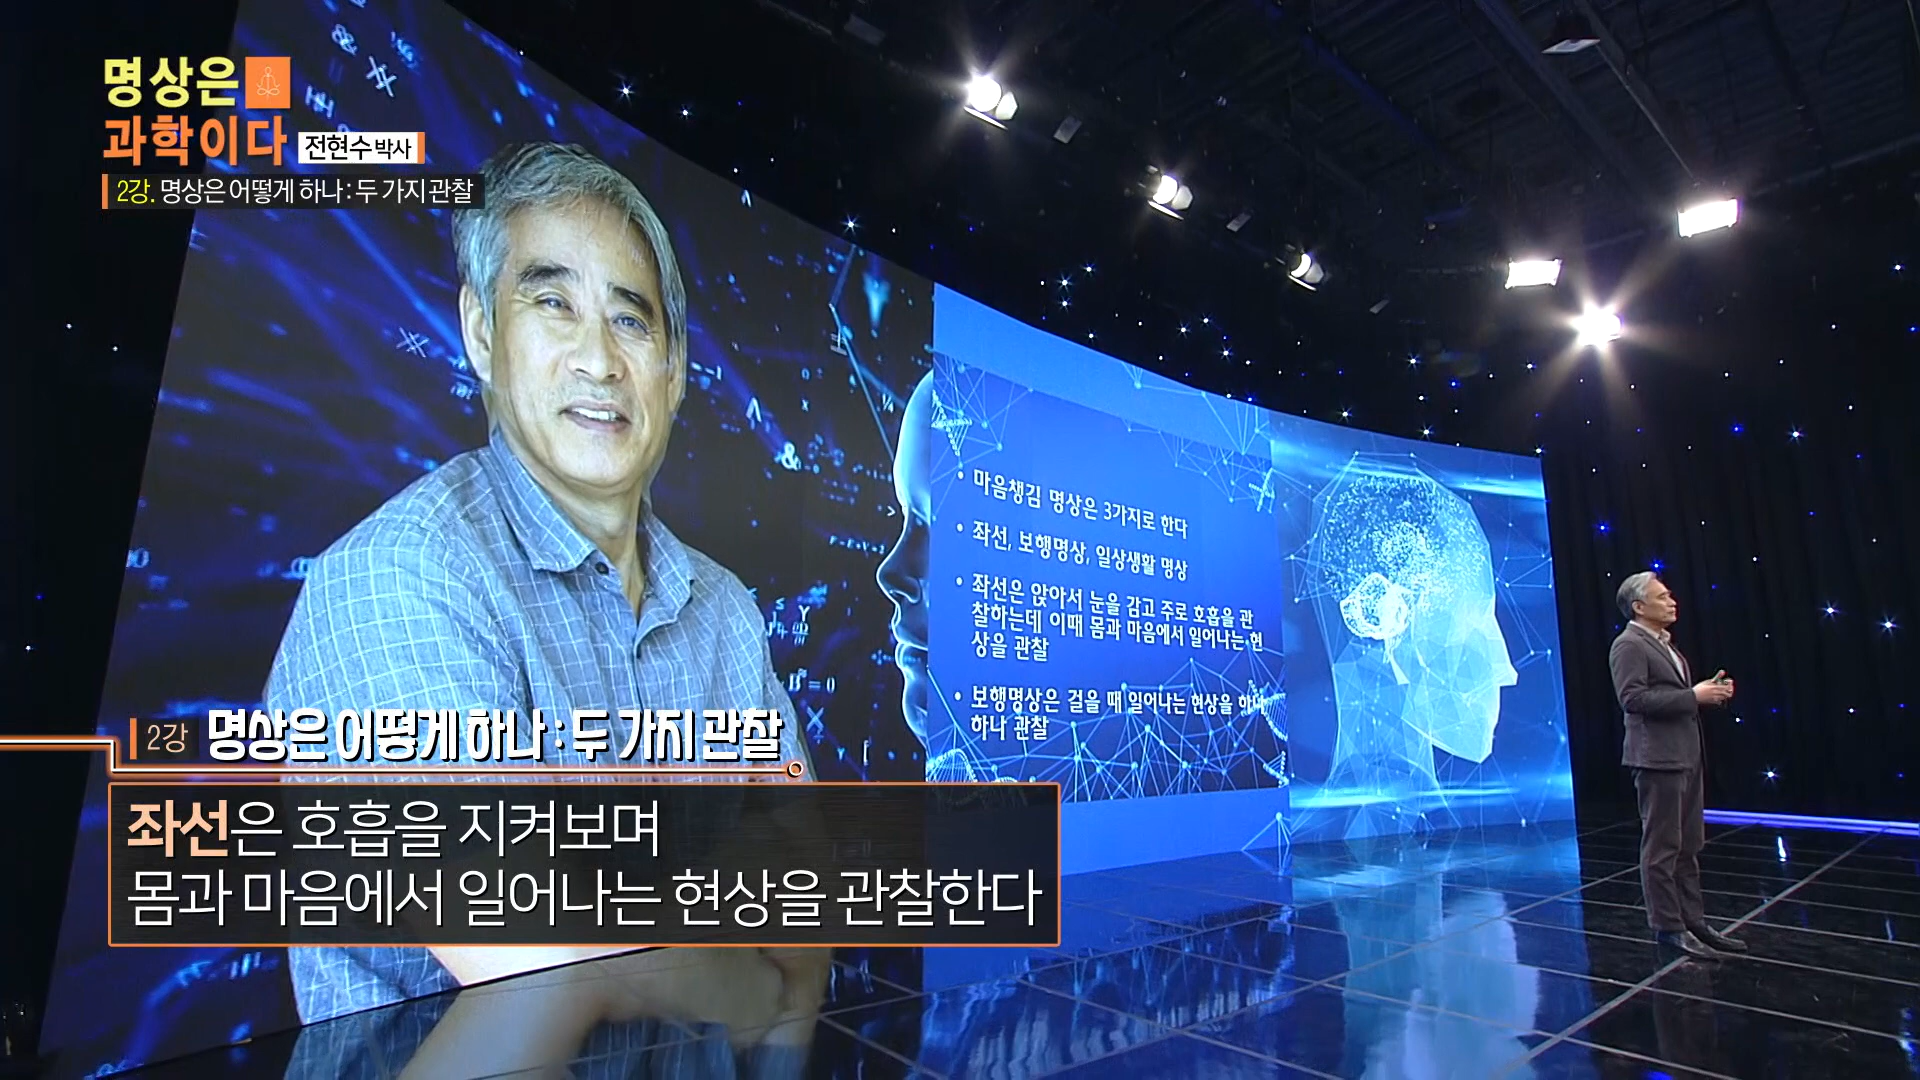 명상은
과학이다 전현수 박사
2강. 명상은 어떻게 하나 : 두 가지 관찰
• 마음챙김 명상은 3가지로 한다
• 좌선, 보행명상, 일상생활 명상
• 좌선은 앉아서 눈을 감고 주로 호흡을 관
찰하는데 이때 몸과 마음에서 일어나는 현
상을 관찰
• 보행명상은 걸을 때 일어나는 현상을 하나
하나 관찰
2강 명상은 어떻게 하나 : 두 가지 관찰
좌선은 호흡을 지켜보며
몸과 마음에서 일어나는 현상을 관찰한다